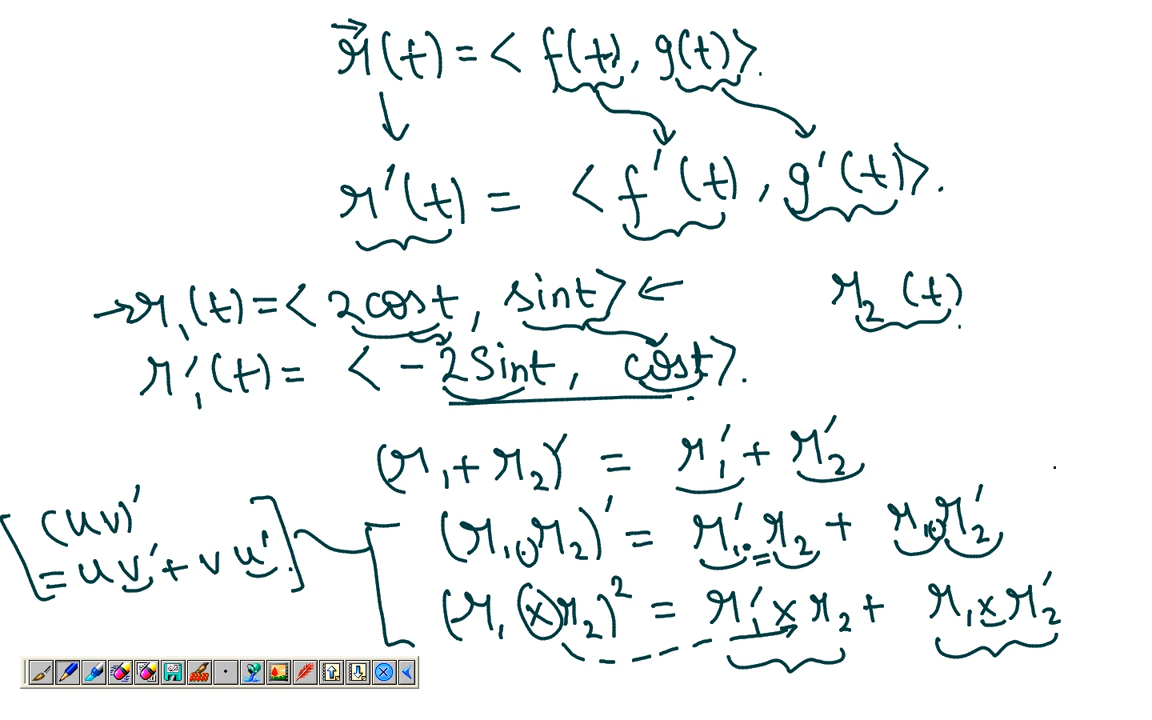 r⃗(t) = < f(t), g(t)>.
r'(t) = <f'(t), g'(t)>.
→r₁(t) = < 2cost, sint> ← r₂(t).
r₁'(t) = < -2Sint, cost>.
(r₁ + r₂)' = r₁' + r₂'
(uv)'
= uv' + vu'.
(r₁ · r₂)' = r₁' · r₂ + r₁ · r₂'
(r₁ × r₂)² = r₁' × r₂ + r₁ × r₂'